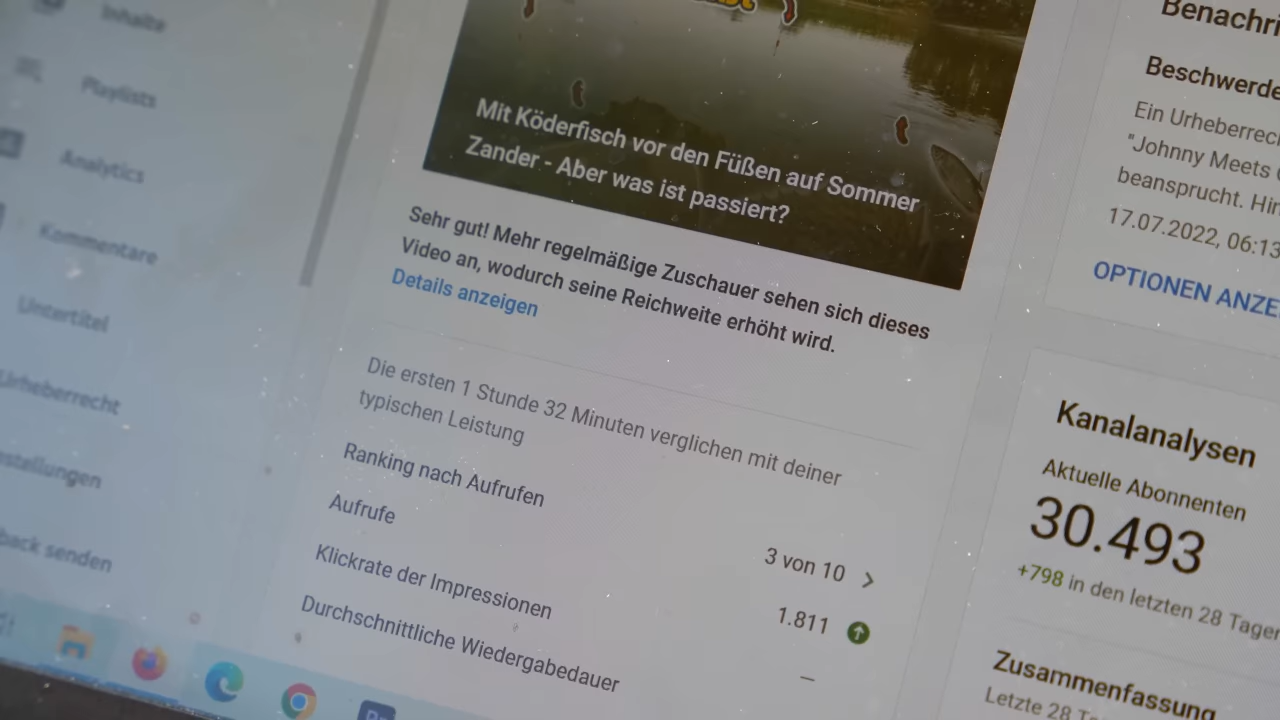 Inhalte
Playlists
Analytics
Kommentare
Untertitel
Urheberrecht
senden
Mit Köderfisch vor den Füßen auf Sommer
Zander - Aber was ist passiert?
Sehr gut! Mehr regelmäßige Zuschauer sehen sich dieses
Video an, wodurch seine Reichweite erhöht wird.
Details anzeigen
Die ersten 1 Stunde 32 Minuten verglichen mit deiner
typischen Leistung
Ranking nach Aufrufen
3 von 10
Aufrufe
1.811
Klickrate der Impressionen
–
Durchschnittliche Wiedergabedauer
Benachri
Beschwerde
Ein Urheberrec
"Johnny Meets
beansprucht. Hin
17.07.2022, 06:13
OPTIONEN ANZE
Kanalanalysen
Aktuelle Abonnenten
30.493
+798 in den letzten 28 Tagen
Zusammenfassung
Letzte 28 Ta